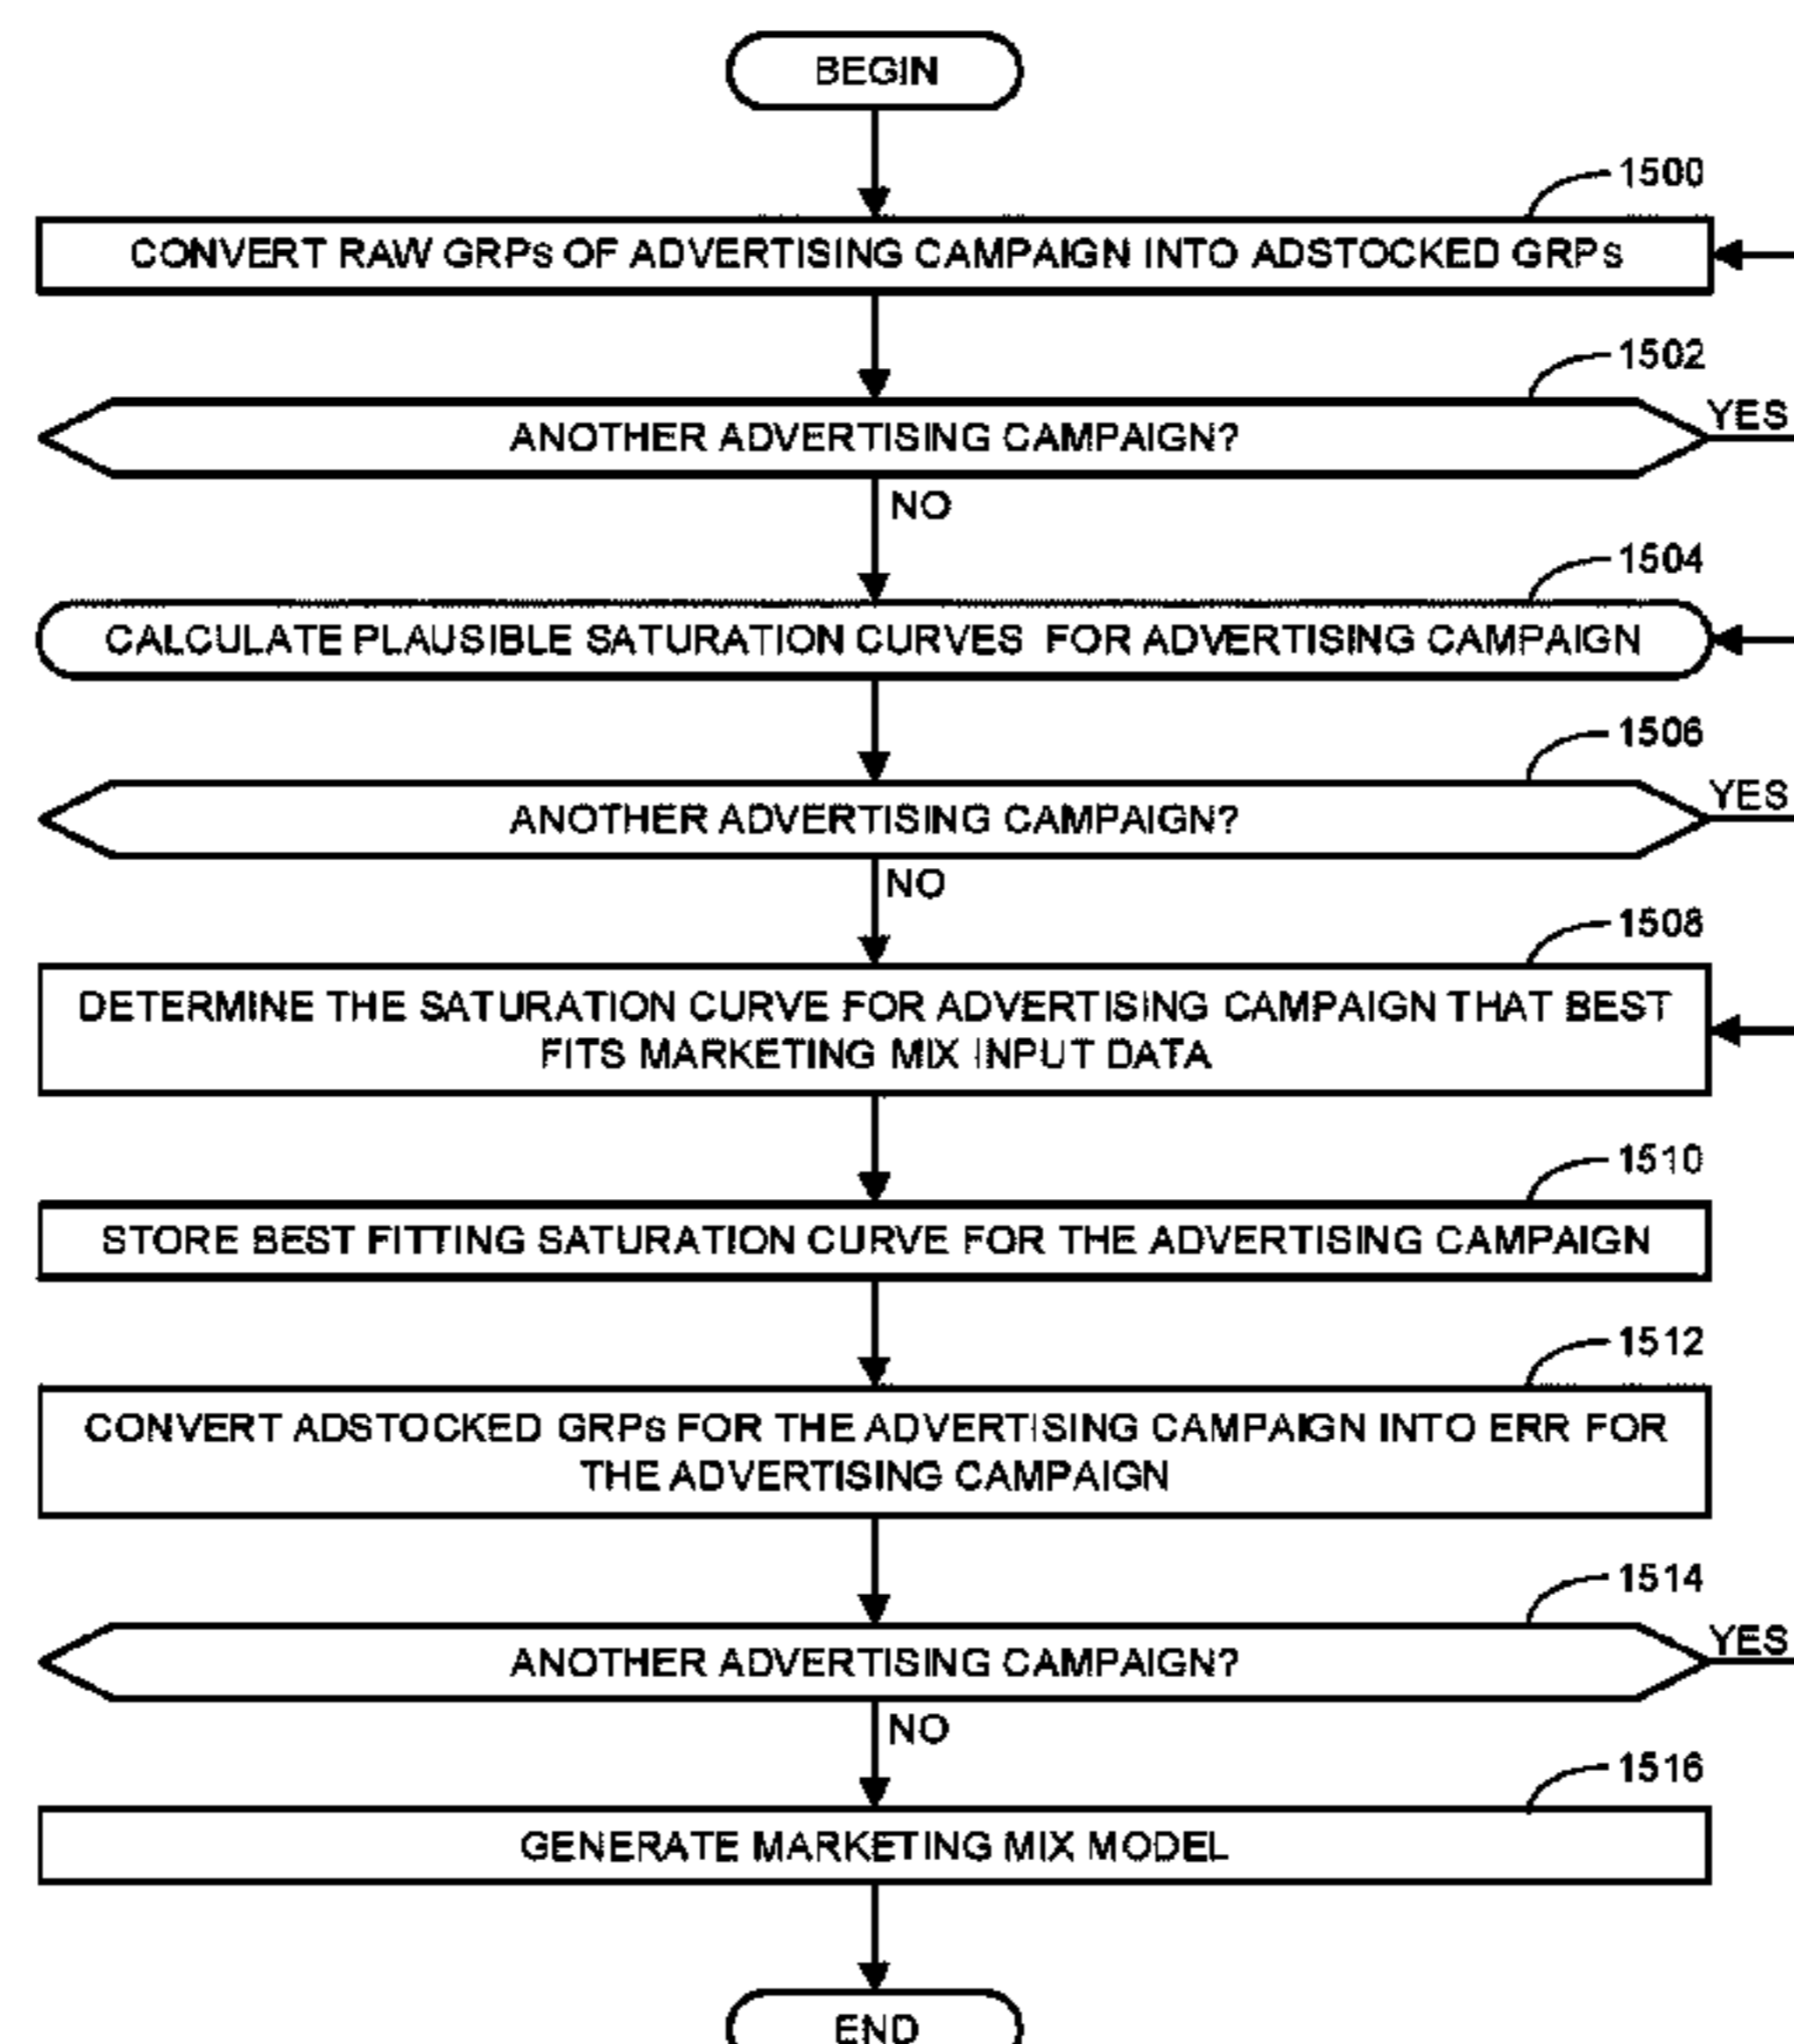 BEGIN
1500
CONVERT RAW GRPs OF ADVERTISING CAMPAIGN INTO ADSTOCKED GRPs
1502
ANOTHER ADVERTISING CAMPAIGN?
YES
NO
1504
CALCULATE PLAUSIBLE SATURATION CURVES FOR ADVERTISING CAMPAIGN
1506
ANOTHER ADVERTISING CAMPAIGN?
YES
NO
1508
DETERMINE THE SATURATION CURVE FOR ADVERTISING CAMPAIGN THAT BEST
FITS MARKETING MIX INPUT DATA
1510
STORE BEST FITTING SATURATION CURVE FOR THE ADVERTISING CAMPAIGN
1512
CONVERT ADSTOCKED GRPs FOR THE ADVERTISING CAMPAIGN INTO ERR FOR
THE ADVERTISING CAMPAIGN
1514
ANOTHER ADVERTISING CAMPAIGN?
YES
NO
1516
GENERATE MARKETING MIX MODEL
END